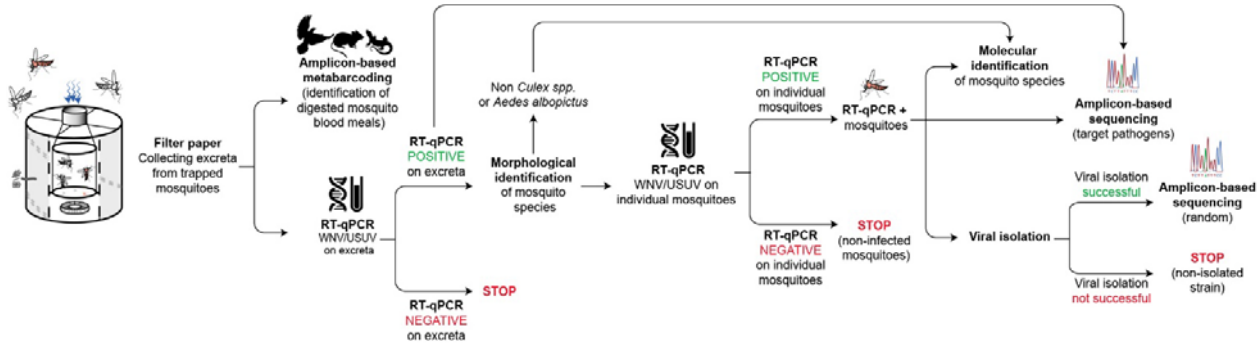 Filter paper
Collecting excreta
from trapped
mosquitoes
Amplicon-based
metabarcoding
(identification of
digested mosquito
blood meals)
RT-qPCR
WNV/USUV
on excreta
RT-qPCR
POSITIVE
on excreta
RT-qPCR
NEGATIVE
on excreta
STOP
Non Culex spp.
or Aedes albopictus
Morphological
identification
of mosquito
species
RT-qPCR
WNV/USUV on
individual mosquitoes
RT-qPCR
POSITIVE
on individual
mosquitoes
RT-qPCR
NEGATIVE
on individual
mosquitoes
RT-qPCR +
mosquitoes
STOP
(non-infected
mosquitoes)
Molecular
identification
of mosquito species
Amplicon-based
sequencing
(target pathogens)
Viral isolation
Viral isolation
successful
Viral isolation
not successful
Amplicon-based
sequencing
(random)
STOP
(non-isolated
strain)